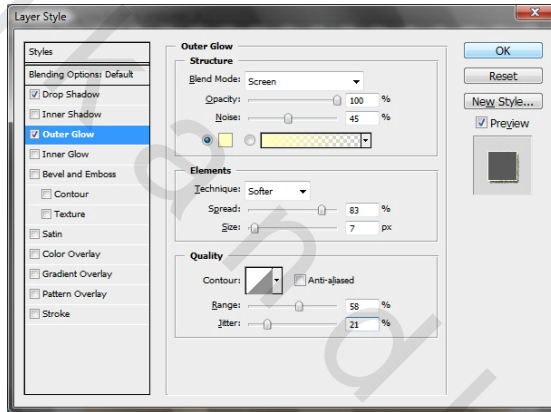 Layer Style
Styles
Blending Options: Default
Drop Shadow
Inner Shadow
Outer Glow
Inner Glow
Bevel and Emboss
Contour
Texture
Satin
Color Overlay
Gradient Overlay
Pattern Overlay
Stroke
Outer Glow
Structure
Blend Mode: Screen
Opacity: 100 %
Noise: 45 %
Elements
Technique: Softer
Spread: 83 %
Size: 7 px
Quality
Contour: Anti-aliased
Range: 58 %
Jitter: 21 %
OK
Reset
New Style...
Preview